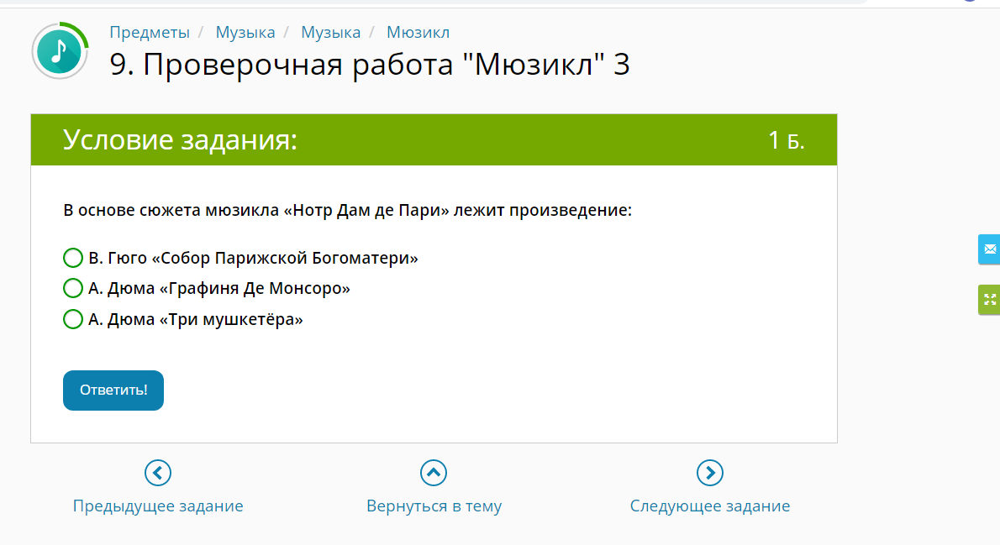 Предметы / Музыка / Музыка / Мюзикл
9. Проверочная работа "Мюзикл" 3
Условие задания: 1 Б.
В основе сюжета мюзикла «Нотр Дам де Пари» лежит произведение:
В. Гюго «Собор Парижской Богоматери»
А. Дюма «Графиня Де Монсоро»
А. Дюма «Три мушкетёра»
Ответить!
Предыдущее задание Вернуться в тему Следующее задание